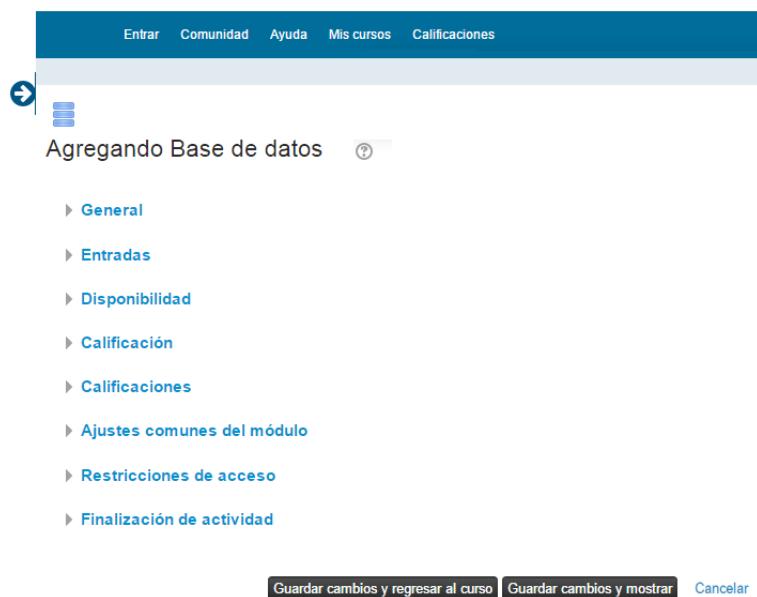 Entrar Comunidad Ayuda Mis cursos Calificaciones
Agregando Base de datos
General
Entradas
Disponibilidad
Calificación
Calificaciones
Ajustes comunes del módulo
Restricciones de acceso
Finalización de actividad
Guardar cambios y regresar al curso Guardar cambios y mostrar Cancelar